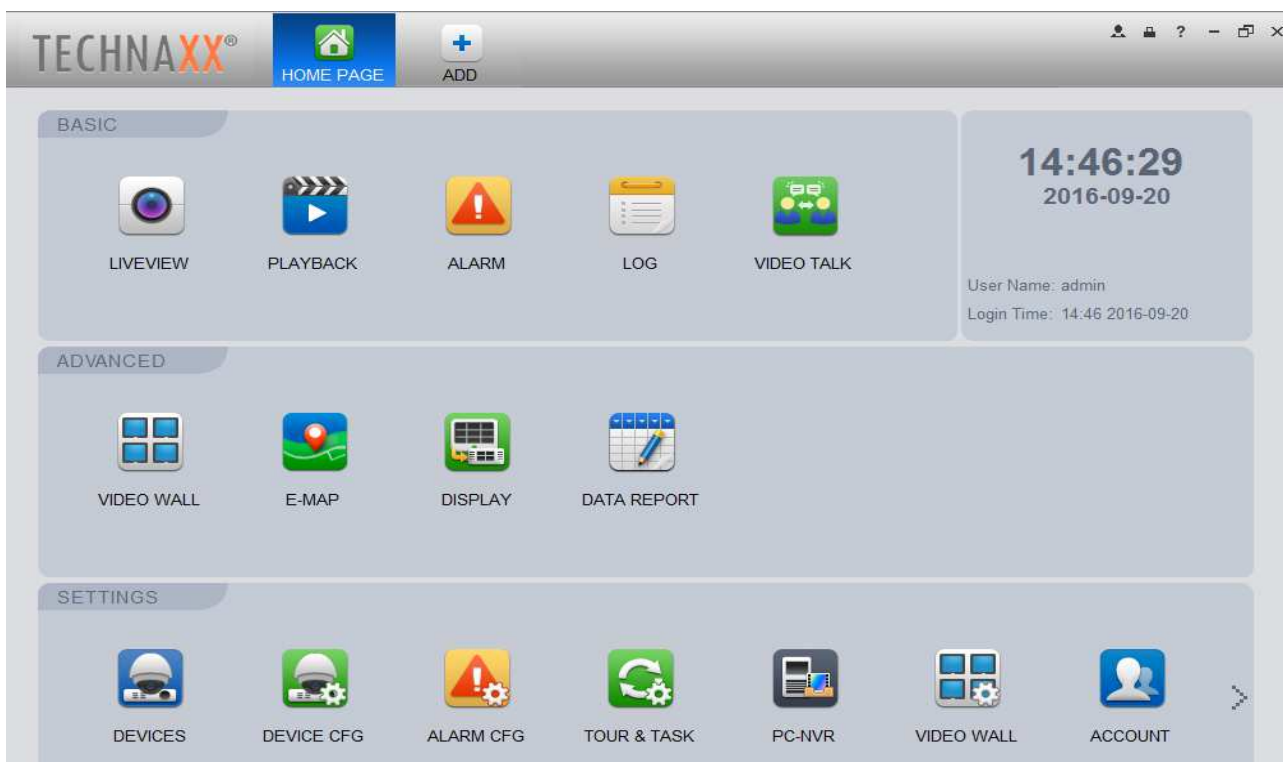 TECHNAXX®
HOME PAGE
ADD
?
BASIC
LIVEVIEW
PLAYBACK
ALARM
LOG
VIDEO TALK
14:46:29
2016-09-20
User Name: admin
Login Time: 14:46 2016-09-20
ADVANCED
VIDEO WALL
E-MAP
DISPLAY
DATA REPORT
SETTINGS
DEVICES
DEVICE CFG
ALARM CFG
TOUR & TASK
PC-NVR
VIDEO WALL
ACCOUNT